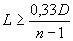 L ≥ 0,33D / (n − 1)